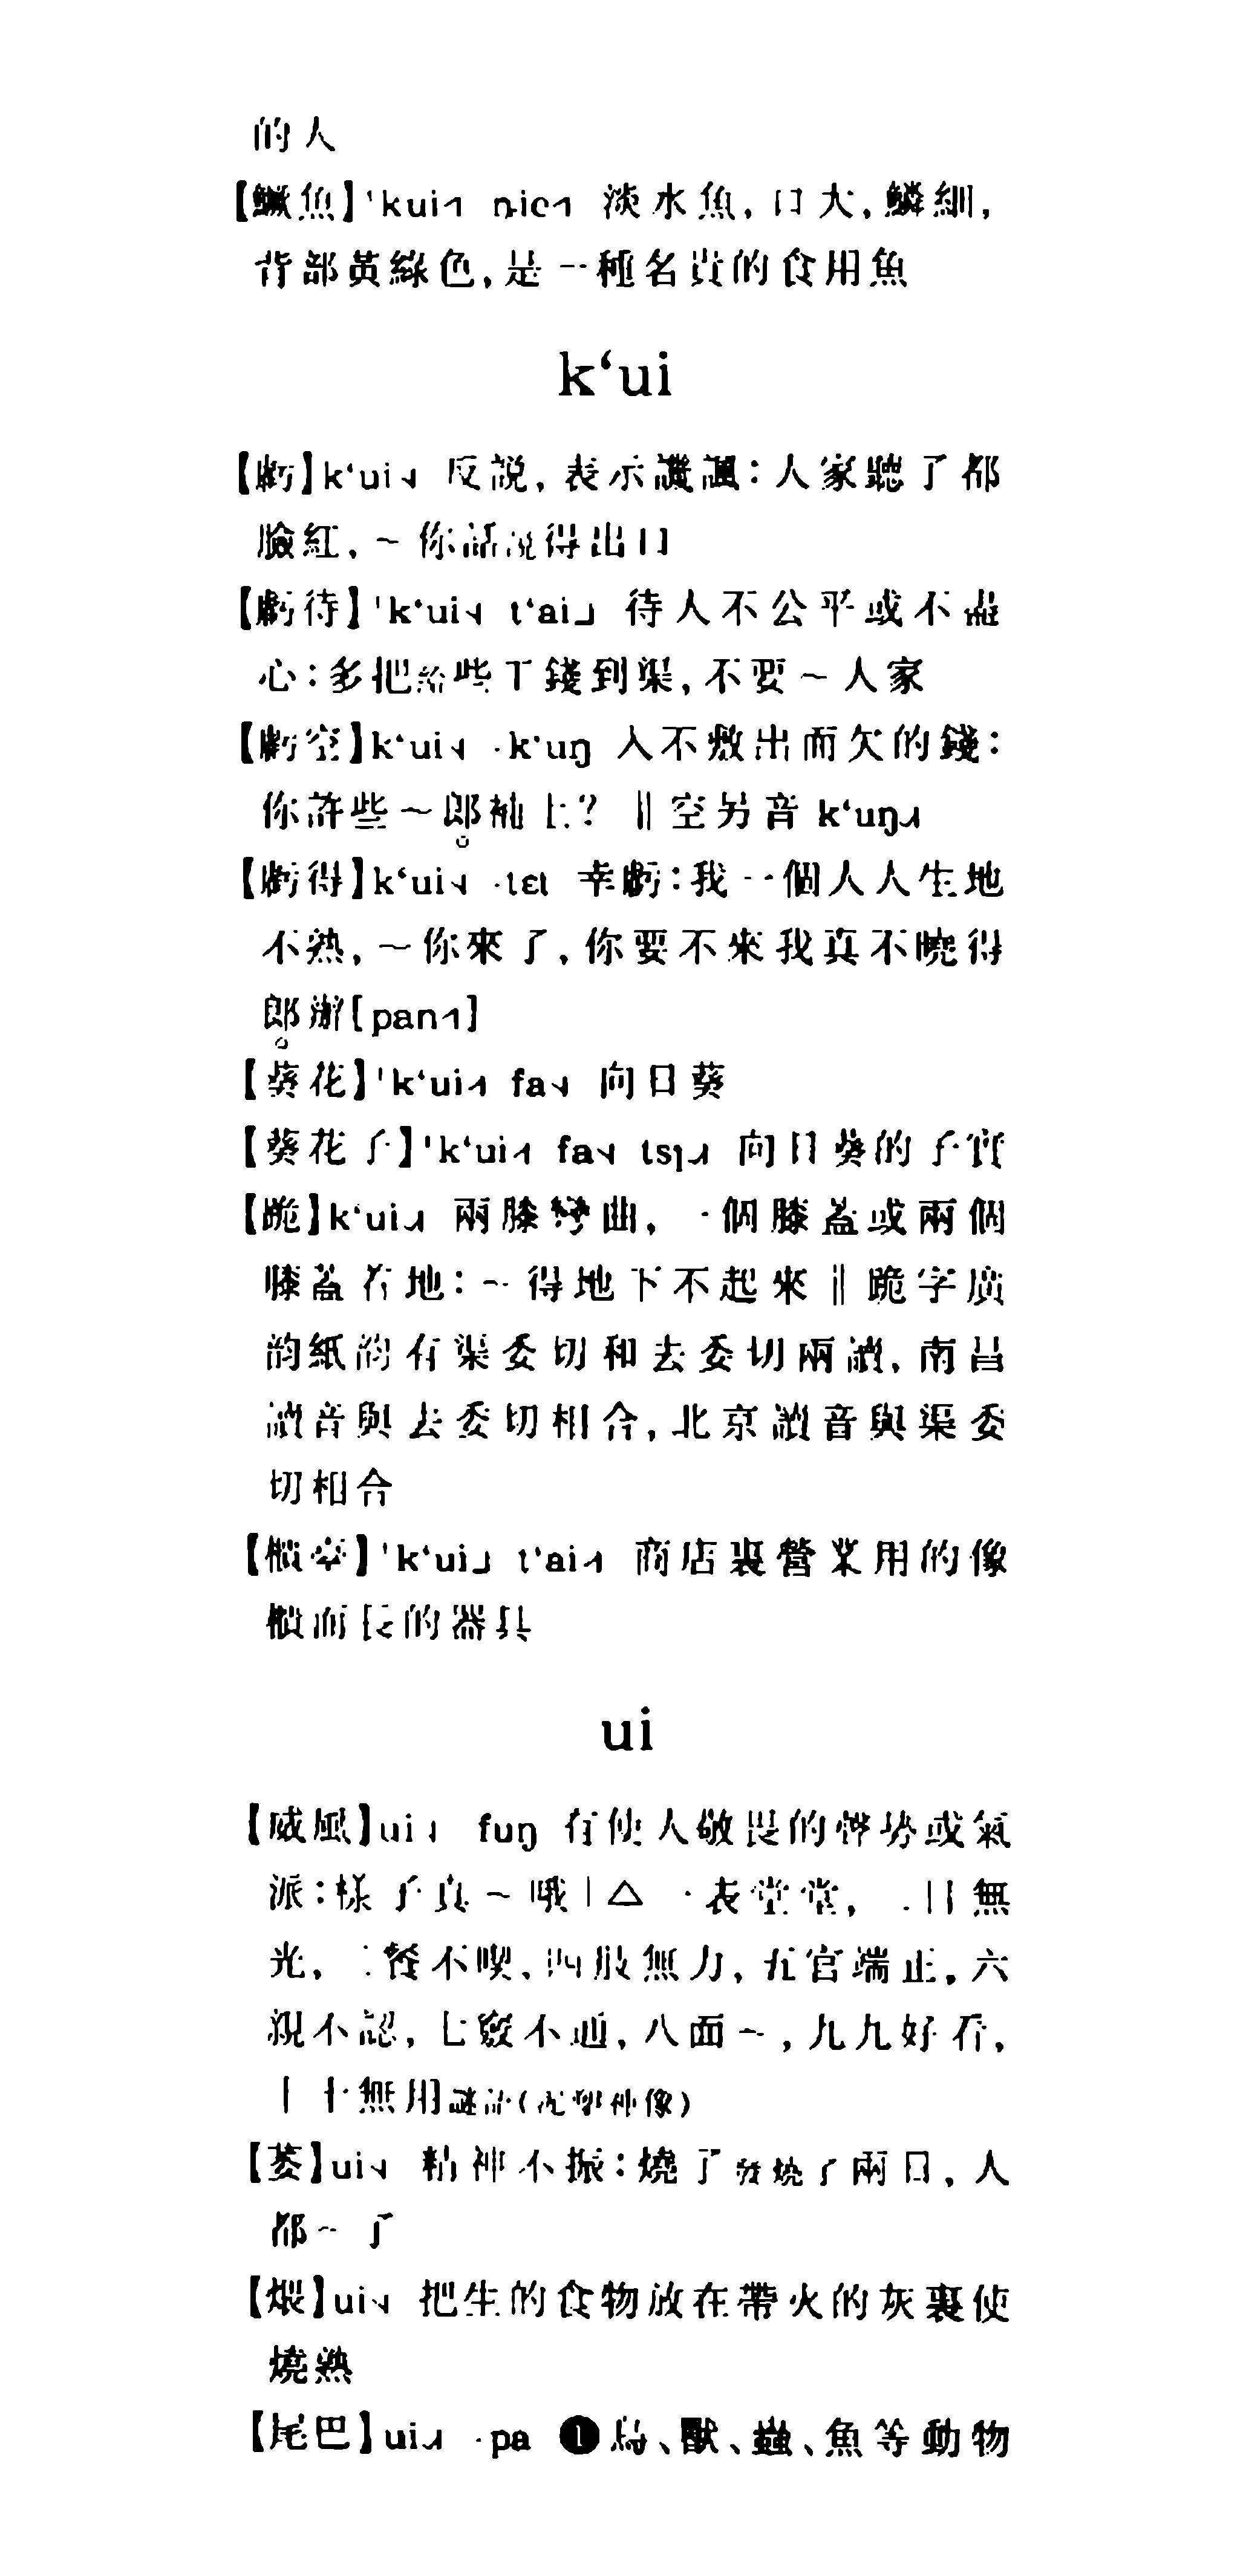 的人
【鱖魚】ˈkui˦ ȵiɛ˦ 淡水魚,口大,鱗細,
背部黃綠色,是一種名貴的食用魚
k‘ui
【虧】k‘ui˧ 反説,表示譏諷:人家聽了都
臉紅,~你話説得出口
【虧待】ˈk‘ui˧ t‘ai˩ 待人不公平或不盡
心:多把給些工錢到渠,不要~人家
【虧空】k‘ui˧ ·k‘uŋ 入不敷出而欠的錢:
你許些~郎補上?‖空另音 k‘uŋ˩
【虧得】k‘ui˧ ·tɛt 幸虧:我一個人人生地
不熟,~你來了,你要不來我真不曉得
郎辦[pan˦]
【葵花】ˈk‘ui˦ fa˧ 向日葵
【葵花子】ˈk‘ui˦ fa˧ tsɿ˩ 向日葵的子實
【跪】k‘ui˩ 兩膝彎曲,一個膝蓋或兩個
膝蓋着地:~得地下不起來‖跪字廣
韵紙韵有渠委切和去委切兩讀,南昌
讀音與去委切相合,北京讀音與渠委
切相合
【櫃臺】ˈk‘ui˩ t‘ai˦ 商店裏營業用的像
櫃而長的器具
ui
【威風】ui˧ fuŋ 有使人敬畏的聲勢或氣
派:樣子真~哦|△一表堂堂,二目無
光,三餐不喫,四肢無力,五官端正,六
親不認,七竅不通,八面~,九九好看,
十十無用謎語(泥塑神像)
【萎】ui˧ 精神不振:燒了發燒了兩日,人
都~了
【煨】ui˧ 把生的食物放在帶火的灰裏使
燒熟
【尾巴】ui˩ ·pa ❶鳥、獸、蟲、魚等動物